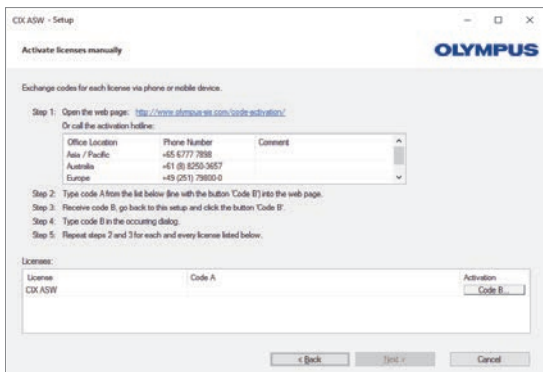 CIX ASW - Setup
Activate licenses manually
OLYMPUS
Exchange codes for each license via phone or mobile device.
Step 1: Open the web page: http://www.olympus-sis.com/code-activation/
Or call the activation hotline:
Office Location Phone Number Comment
Asia / Pacific +65 6777 7898
Australia +61 (8) 8250-3657
Europe +49 (251) 79800-0
Step 2: Type code A from the list below (line with the button 'Code B') into the web page.
Step 3: Receive code B, go back to this setup and click the button 'Code B'.
Step 4: Type code B in the occuring dialog.
Step 5: Repeat steps 2 and 3 for each and every license listed below.
Licenses:
License Code A Activation
CIX ASW Code B...
< Back Next > Cancel